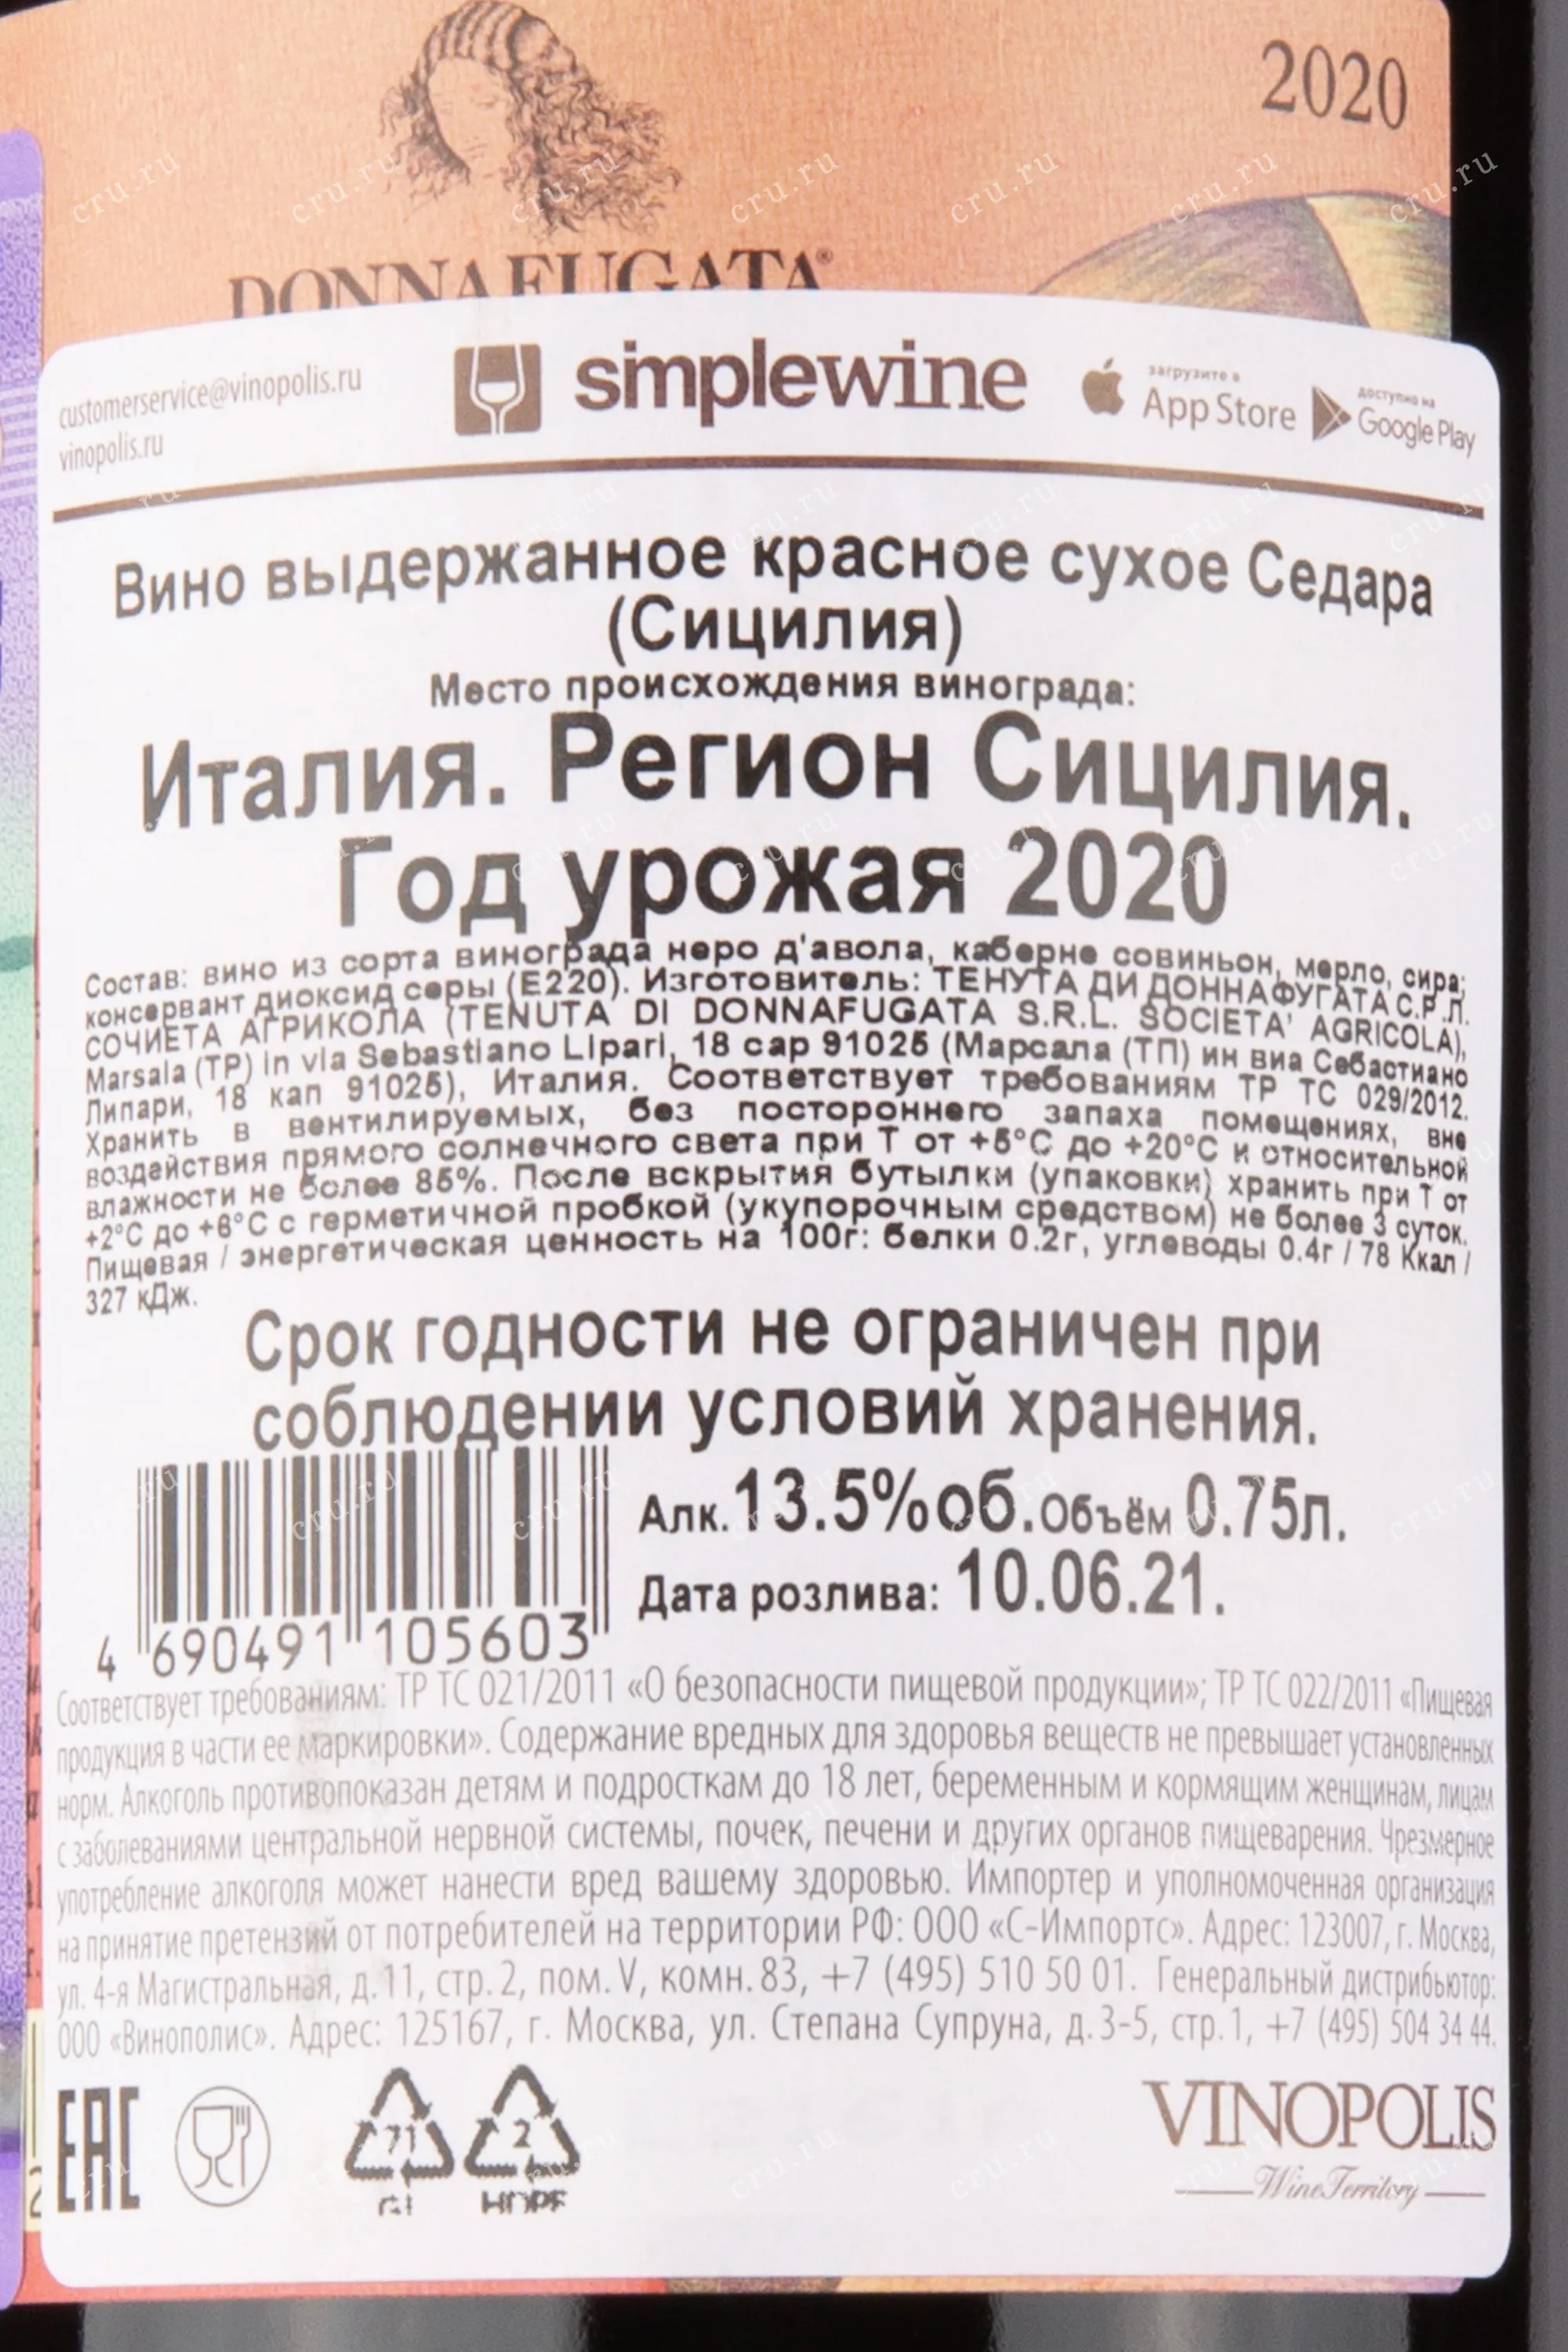 2020
DONNAFUGATA®
customerservice@vinopolis.ru
vinopolis.ru
simplewine
загрузите в
App Store
доступно на
Google Play
Вино выдержанное красное сухое Седара
(Сицилия)
Место происхождения винограда:
Италия. Регион Сицилия.
Год урожая 2020
Состав: вино из сорта винограда неро д'авола, каберне совиньон, мерло, сира;
консервант диоксид серы (Е220). Изготовитель: ТЕНУТА ДИ ДОННАФУГАТА С.Р.Л.
СОЧИЕТА АГРИКОЛА (TENUTA DI DONNAFUGATA S.R.L. SOCIETA' AGRICOLA),
Marsala (TP) in via Sebastiano Lipari, 18 cap 91025 (Марсала (ТП) ин виа Себастиано
Липари, 18 кап 91025), Италия. Соответствует требованиям ТР ТС 029/2012.
Хранить в вентилируемых, без постороннего запаха помещениях, вне
воздействия прямого солнечного света при Т от +5°С до +20°С и относительной
влажности не более 85%. После вскрытия бутылки (упаковки) хранить при Т от
+2°С до +6°С с герметичной пробкой (укупорочным средством) не более 3 суток.
Пищевая / энергетическая ценность на 100г: белки 0.2г, углеводы 0.4г / 78 Ккал /
327 кДж.
Срок годности не ограничен при
соблюдении условий хранения.
Алк.13.5%об.Объём 0.75л.
Дата розлива: 10.06.21.
4 690491 105603
Соответствует требованиям: ТР ТС 021/2011 «О безопасности пищевой продукции»; ТР ТС 022/2011 «Пищевая
продукция в части ее маркировки». Содержание вредных для здоровья веществ не превышает установленных
норм. Алкоголь противопоказан детям и подросткам до 18 лет, беременным и кормящим женщинам, лицам
с заболеваниями центральной нервной системы, почек, печени и других органов пищеварения. Чрезмерное
употребление алкоголя может нанести вред вашему здоровью. Импортер и уполномоченная организация
на принятие претензий от потребителей на территории РФ: ООО «С-Импортс». Адрес: 123007, г. Москва,
ул. 4-я Магистральная, д. 11, стр. 2, пом. V, комн. 83, +7 (495) 510 50 01. Генеральный дистрибьютор:
ООО «Винополис». Адрес: 125167, г. Москва, ул. Степана Супруна, д. 3-5, стр. 1, +7 (495) 504 34 44.
EAC
71
2
VINOPOLIS
Wine Territory
cru.ru